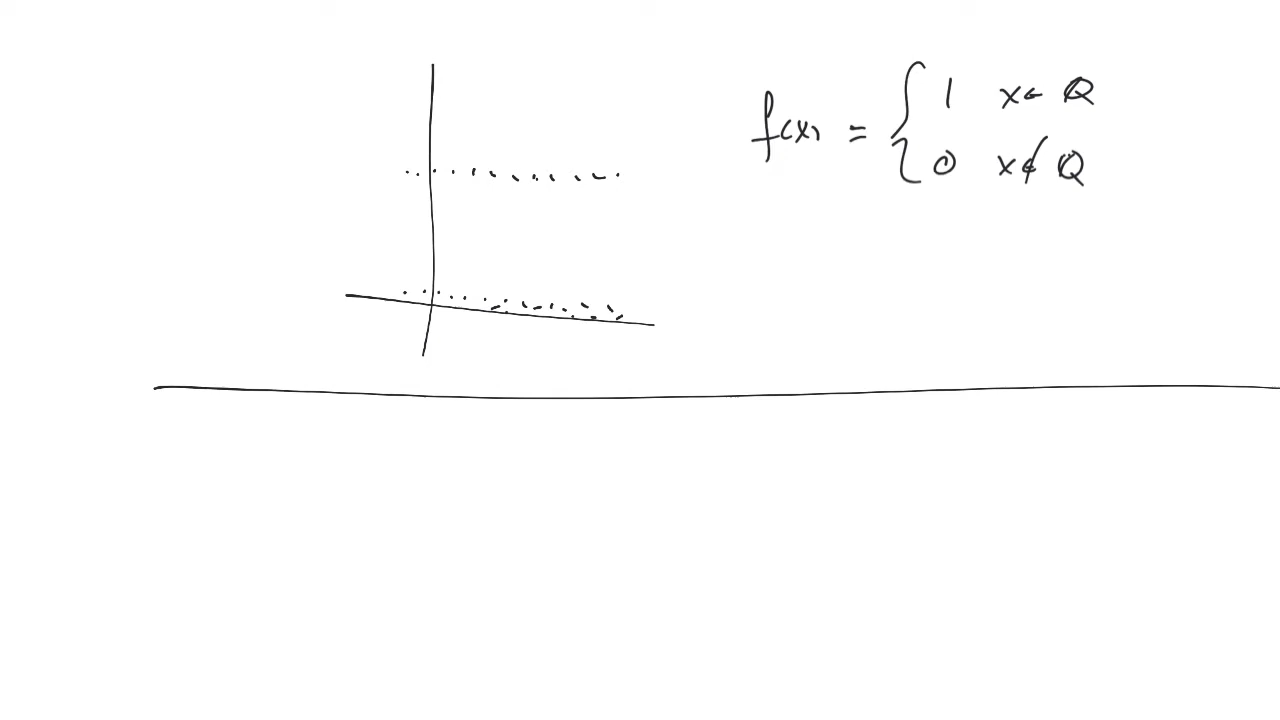 f(x) = { 1 x ∈ Q
0 x ∉ Q